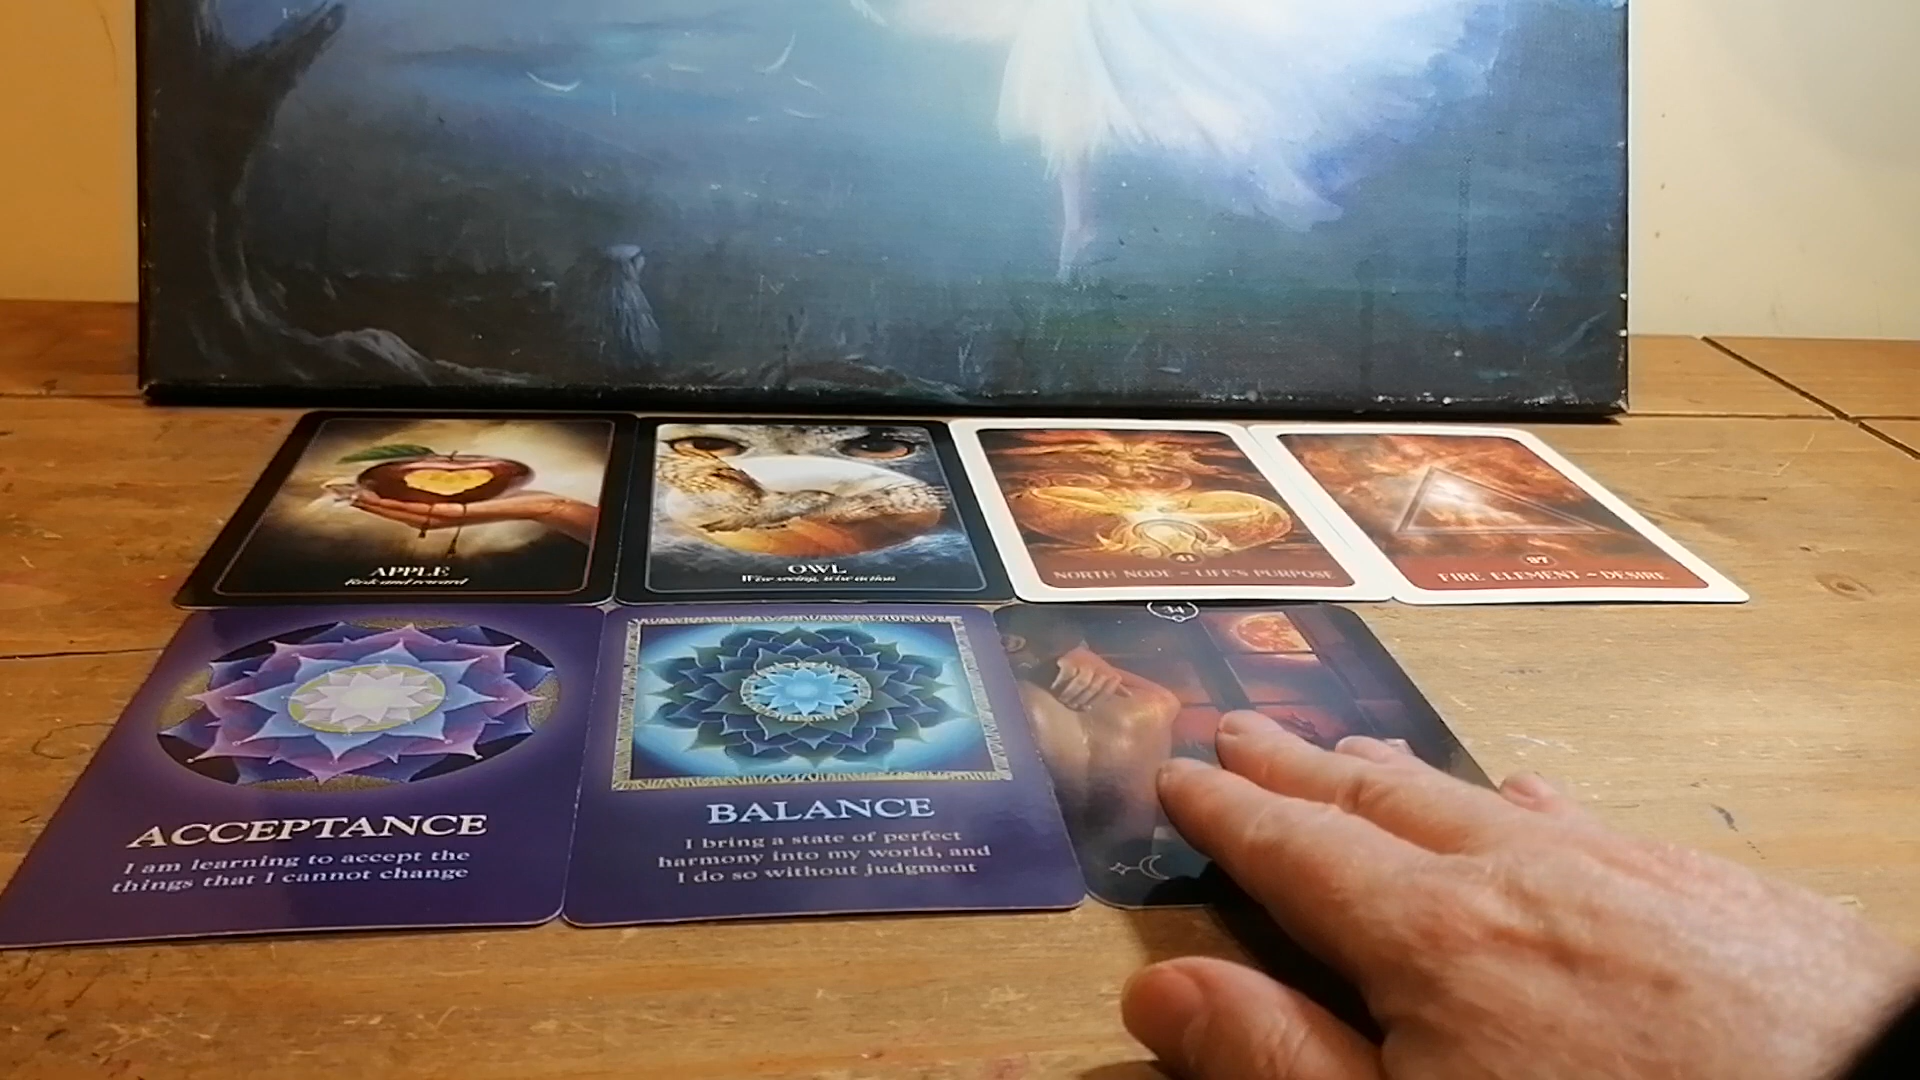 APPLE
Risk and reward
OWL
Wise seeing, wise action
41
NORTH NODE ~ LIFE'S PURPOSE
37
FIRE ELEMENT ~ DESIRE
34
ACCEPTANCE
I am learning to accept the
things that I cannot change
BALANCE
I bring a state of perfect
harmony into my world, and
I do so without judgment